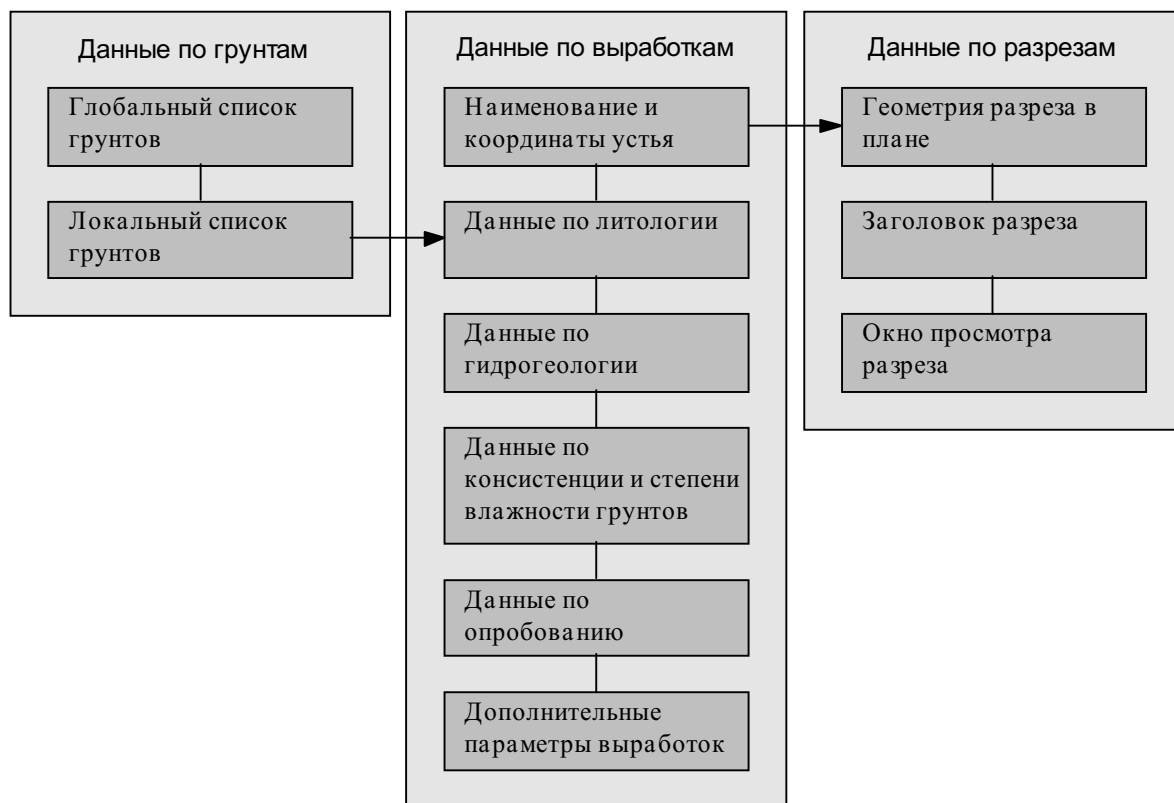 Данные по грунтам
Глобальный список
грунтов
Локальный список
грунтов
Данные по выработкам
Наименование и
координаты устья
Данные по литологии
Данные по
гидрогеологии
Данные по
консистенции и степени
влажности грунтов
Данные по
опробованию
Дополнительные
параметры выработок
Данные по разрезам
Геометрия разреза в
плане
Заголовок разреза
Окно просмотра
разреза